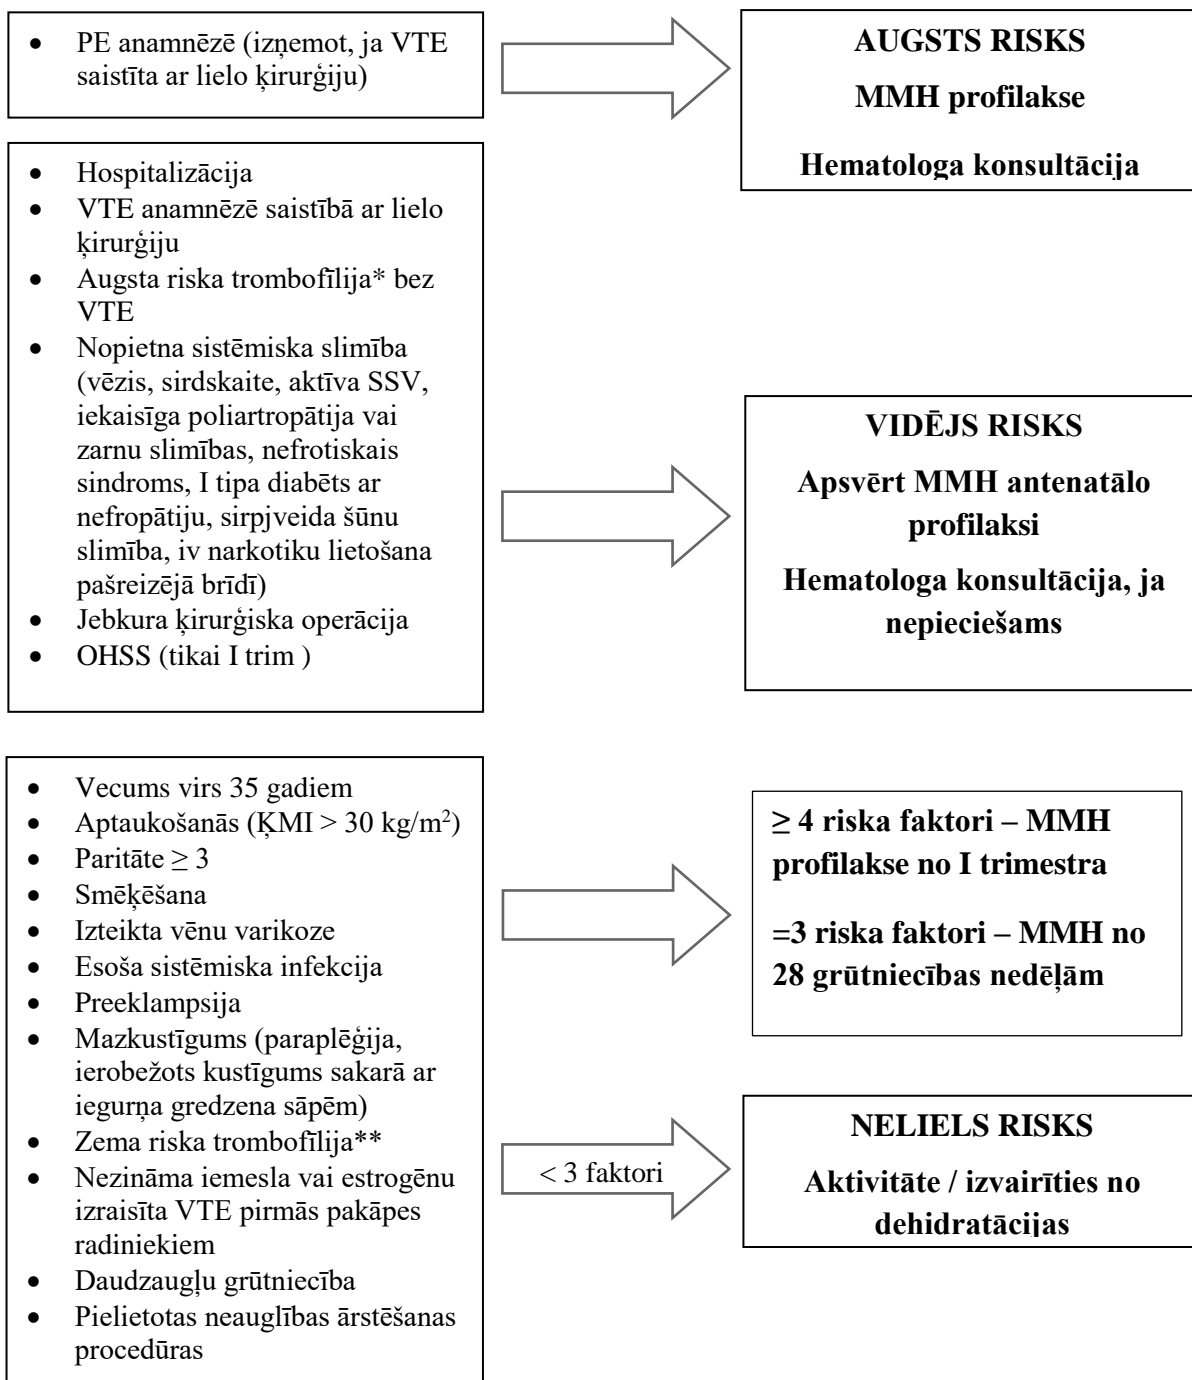 • PE anamnēzē (izņemot, ja VTE
saistīta ar lielo ķirurģiju)
AUGSTS RISKS
MMH profilakse
Hematologa konsultācija
• Hospitalizācija
• VTE anamnēzē saistībā ar lielo
ķirurģiju
• Augsta riska trombofīlija* bez
VTE
• Nopietna sistēmiska slimība
(vēzis, sirdskaite, aktīva SSV,
iekaisīga poliartropātija vai
zarnu slimības, nefrotiskais
sindroms, I tipa diabēts ar
nefropātiju, sirpjveida šūnu
slimība, iv narkotiku lietošana
pašreizējā brīdī)
• Jebkura ķirurģiska operācija
• OHSS (tikai I trim )
VIDĒJS RISKS
Apsvērt MMH antenatālo
profilaksi
Hematologa konsultācija, ja
nepieciešams
• Vecums virs 35 gadiem
• Aptaukošanās (ĶMI > 30 kg/m²)
• Paritāte ≥ 3
• Smēķēšana
• Izteikta vēnu varikoze
• Esoša sistēmiska infekcija
• Preeklampsija
• Mazkustīgums (paraplēģija,
ierobežots kustīgums sakarā ar
iegurņa gredzena sāpēm)
• Zema riska trombofīlija**
• Nezināma iemesla vai estrogēnu
izraisīta VTE pirmās pakāpes
radiniekiem
• Daudzaugļu grūtniecība
• Pielietotas neauglības ārstēšanas
procedūras
≥ 4 riska faktori – MMH
profilakse no I trimestra
=3 riska faktori – MMH no
28 grūtniecības nedēļām
< 3 faktori
NELIELS RISKS
Aktivitāte / izvairīties no
dehidratācijas